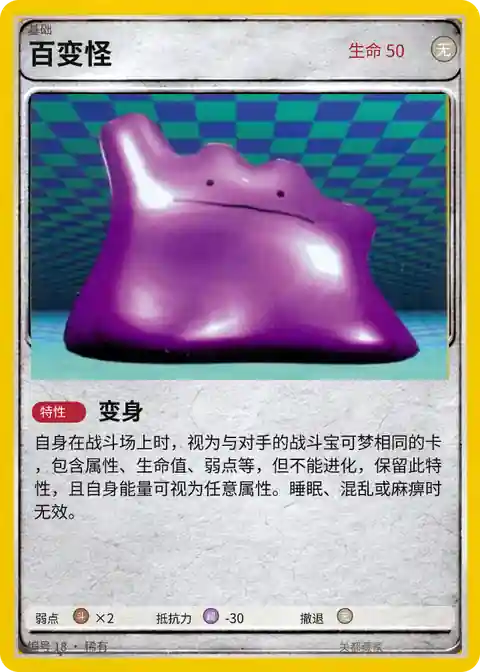 基础
百变怪
生命 50
无
特性 变身
自身在战斗场上时，视为与对手的战斗宝可梦相同的卡
，包含属性、生命值、弱点等，但不能进化，保留此特
性，且自身能量可视为任意属性。睡眠、混乱或麻痹时
无效。
弱点 斗 ×2 抵抗力 超 -30 撤退 无
编号 18 · 稀有